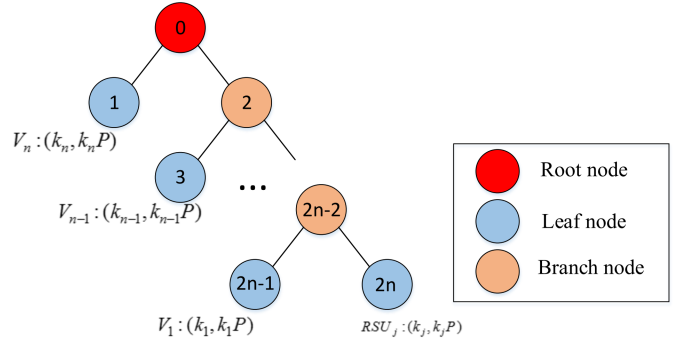 0
1
2
V_n:(k_n, k_nP)
3
...
V_{n-1}:(k_{n-1}, k_{n-1}P)
2n-2
2n-1
2n
V_1:(k_1, k_1P)
RSU_j:(k_j, k_jP)
Root node
Leaf node
Branch node